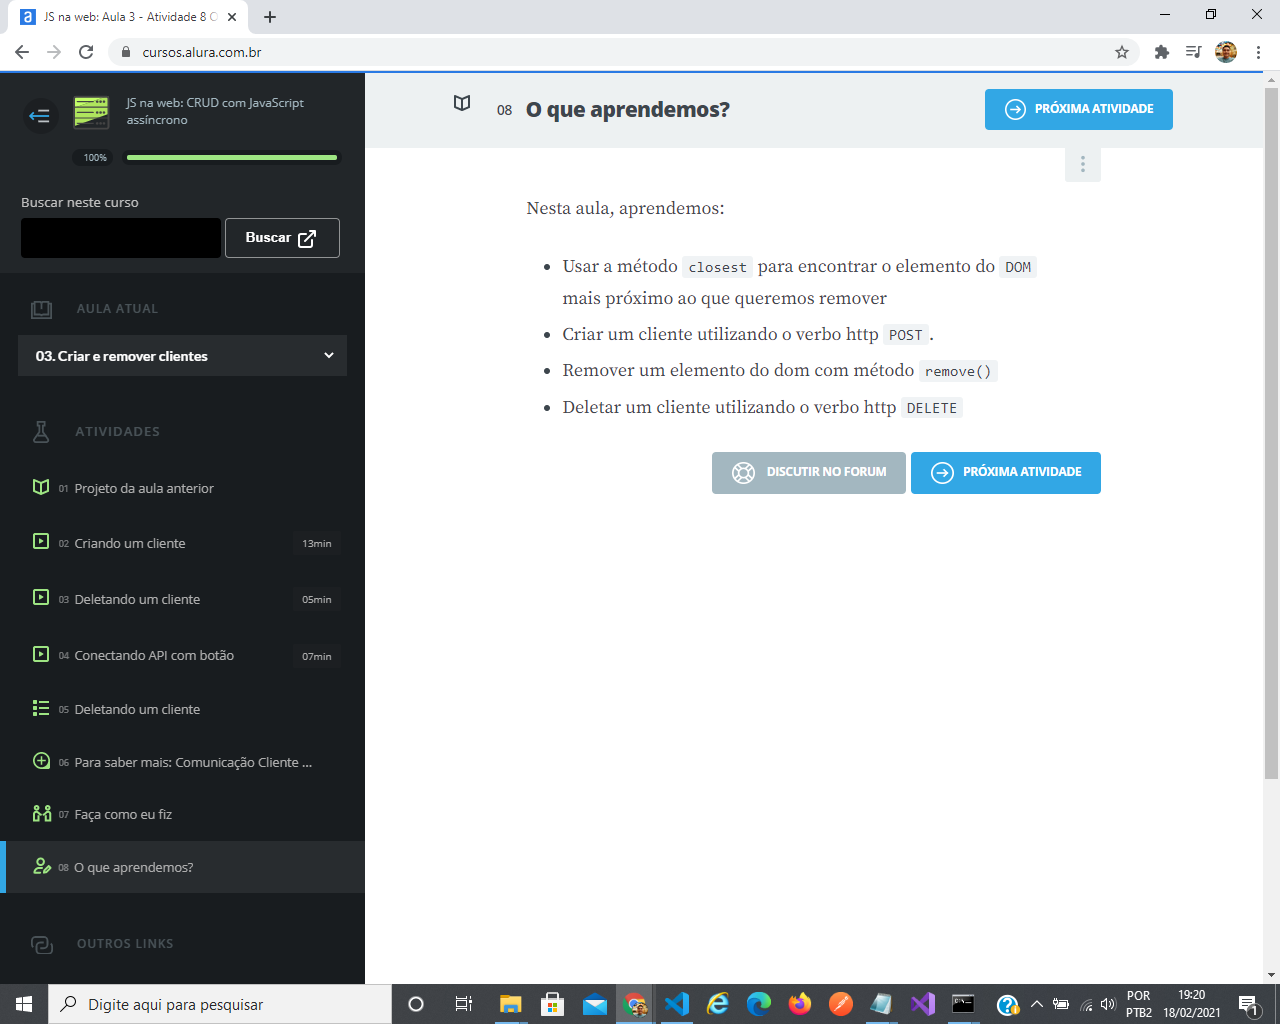 JS na web: Aula 3 - Atividade 8 O
cursos.alura.com.br
JS na web: CRUD com JavaScript
assíncrono
100%
Buscar neste curso
Buscar
AULA ATUAL
03. Criar e remover clientes
ATIVIDADES
01 Projeto da aula anterior
02 Criando um cliente 13min
03 Deletando um cliente 05min
04 Conectando API com botão 07min
05 Deletando um cliente
06 Para saber mais: Comunicação Cliente ...
07 Faça como eu fiz
08 O que aprendemos?
OUTROS LINKS
08 O que aprendemos?
PRÓXIMA ATIVIDADE
Nesta aula, aprendemos:
Usar a método closest para encontrar o elemento do DOM
mais próximo ao que queremos remover
Criar um cliente utilizando o verbo http POST.
Remover um elemento do dom com método remove()
Deletar um cliente utilizando o verbo http DELETE
DISCUTIR NO FORUM
PRÓXIMA ATIVIDADE
Digite aqui para pesquisar
POR
PTB2
19:20
18/02/2021
1